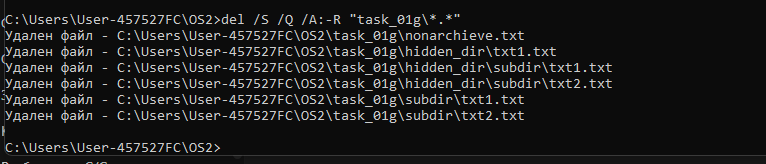 C:\Users\User-457527FC\OS2>del /S /Q /A:-R "task_01g\*.*"
Удален файл - C:\Users\User-457527FC\OS2\task_01g\nonarchieve.txt
Удален файл - C:\Users\User-457527FC\OS2\task_01g\hidden_dir\txt1.txt
Удален файл - C:\Users\User-457527FC\OS2\task_01g\hidden_dir\subdir\txt1.txt
Удален файл - C:\Users\User-457527FC\OS2\task_01g\hidden_dir\subdir\txt2.txt
Удален файл - C:\Users\User-457527FC\OS2\task_01g\subdir\txt1.txt
Удален файл - C:\Users\User-457527FC\OS2\task_01g\subdir\txt2.txt
C:\Users\User-457527FC\OS2>